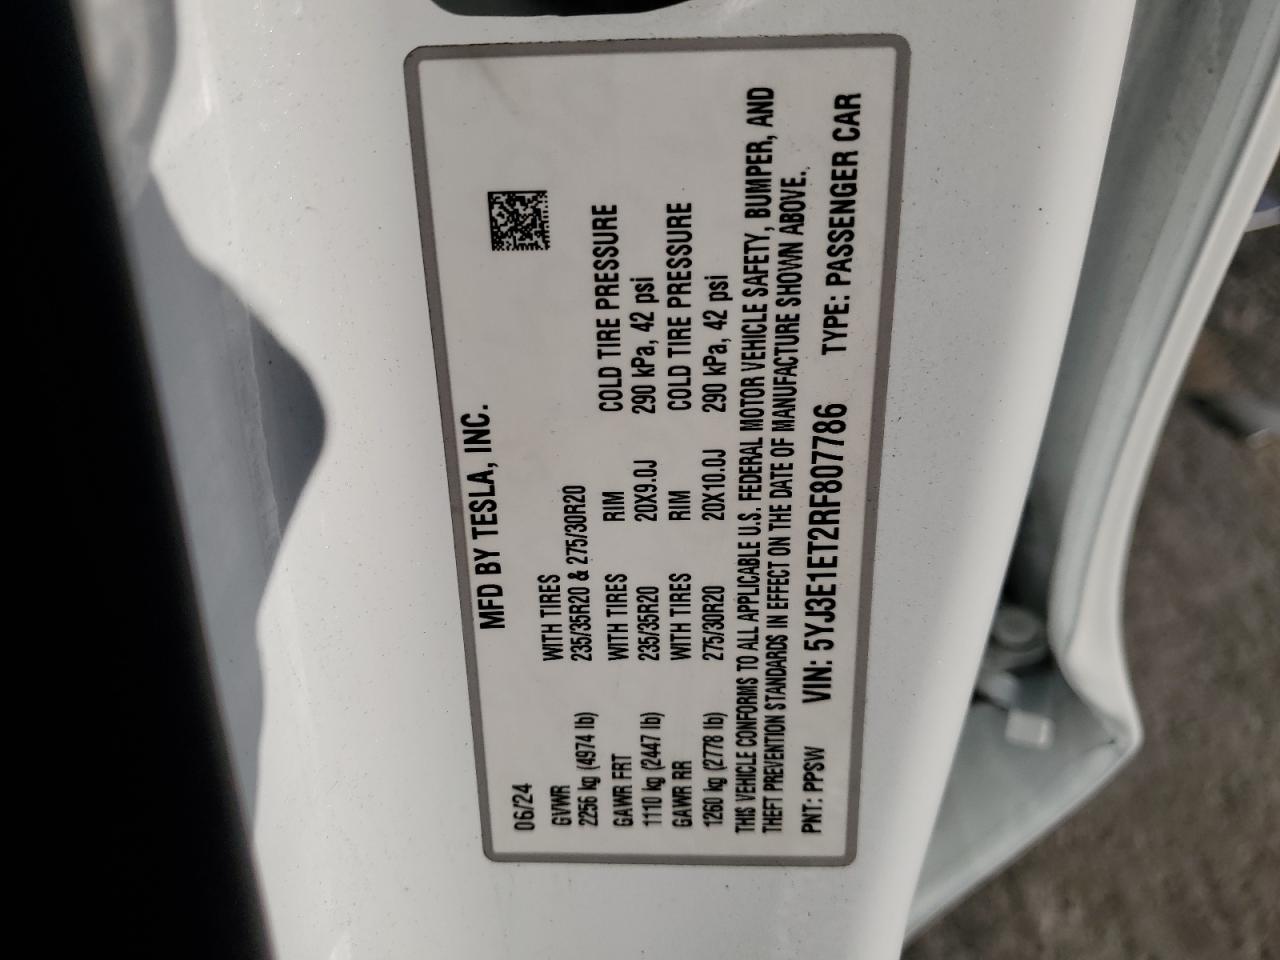 MFD BY TESLA, INC.
06/24
GVWR WITH TIRES
2256 kg (4974 lb) 235/35R20 & 275/30R20
GAWR FRT WITH TIRES RIM COLD TIRE PRESSURE
1110 kg (2447 lb) 235/35R20 20X9.0J 290 kPa, 42 psi
GAWR RR WITH TIRES RIM COLD TIRE PRESSURE
1260 kg (2778 lb) 275/30R20 20X10.0J 290 kPa, 42 psi
THIS VEHICLE CONFORMS TO ALL APPLICABLE U.S. FEDERAL MOTOR VEHICLE SAFETY, BUMPER, AND
THEFT PREVENTION STANDARDS IN EFFECT ON THE DATE OF MANUFACTURE SHOWN ABOVE.
PNT: PPSW VIN: 5YJ3E1ET2RF807786 TYPE: PASSENGER CAR